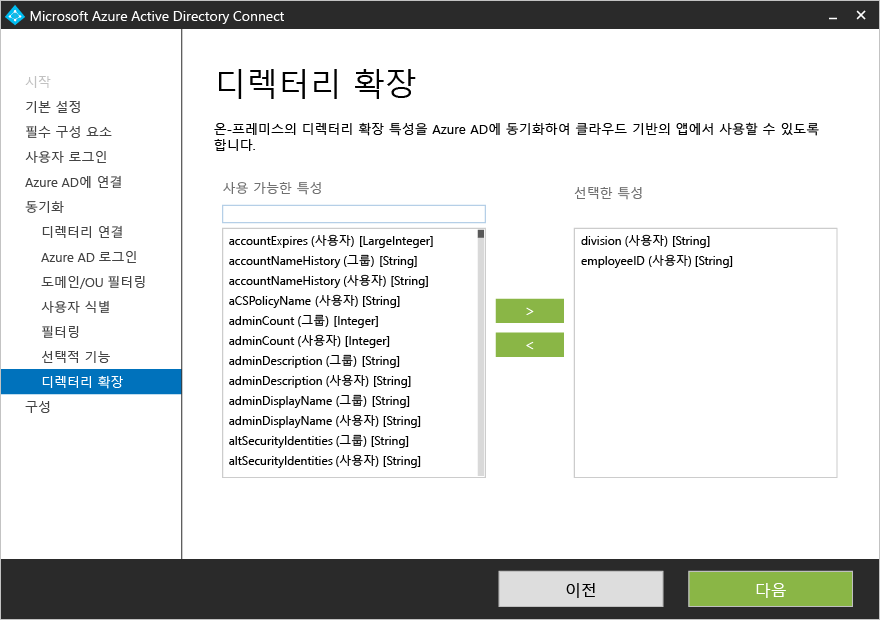 Microsoft Azure Active Directory Connect
시작
기본 설정
필수 구성 요소
사용자 로그인
Azure AD에 연결
동기화
디렉터리 연결
Azure AD 로그인
도메인/OU 필터링
사용자 식별
필터링
선택적 기능
디렉터리 확장
구성
디렉터리 확장
온-프레미스의 디렉터리 확장 특성을 Azure AD에 동기화하여 클라우드 기반의 앱에서 사용할 수 있도록
합니다.
사용 가능한 특성
accountExpires (사용자) [LargeInteger]
accountNameHistory (그룹) [String]
accountNameHistory (사용자) [String]
aCSPolicyName (사용자) [String]
adminCount (그룹) [Integer]
adminCount (사용자) [Integer]
adminDescription (그룹) [String]
adminDescription (사용자) [String]
adminDisplayName (그룹) [String]
adminDisplayName (사용자) [String]
altSecurityIdentities (그룹) [String]
altSecurityIdentities (사용자) [String]
>
<
선택한 특성
division (사용자) [String]
employeeID (사용자) [String]
이전
다음